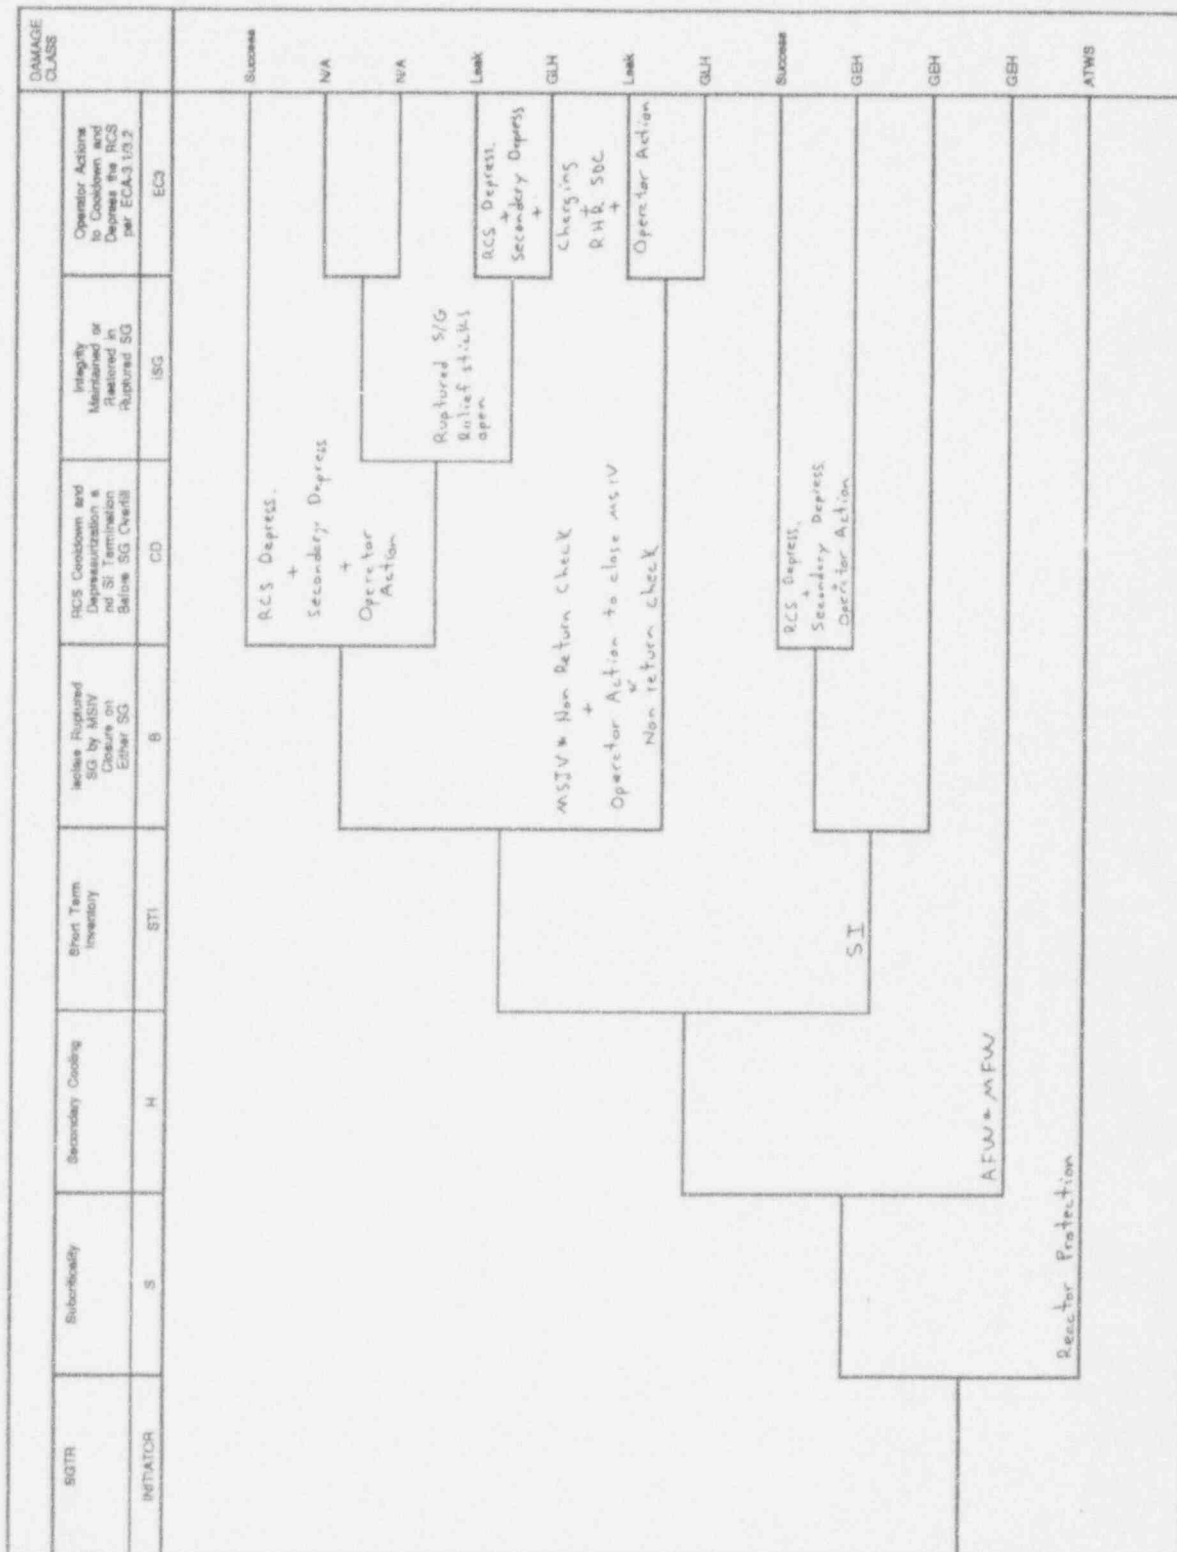 SGTR
Subcriticality
Secondary Cooling
Short Term
Inventory
Isolate Ruptured
SG by MSIV
Closure on
Either SG
RCS Cooldown and
Depressurization a
nd SI Termination
Before SG Overfill
Integrity
Maintained or
Restored in
Ruptured SG
Operator Actions
to Cooldown and
Depress the RCS
per ECA-3.1/3.2
DAMAGE
CLASS
INITIATOR
S
H
STI
B
CD
ISG
EC3
Success
N/A
N/A
Leak
GLH
Leak
GLH
Success
GEH
GEH
GEH
ATWS
RCS Depress.
+
Secondary Depress
+
Operator
Action
Ruptured S/G
Relief sticks
open
RCS Depress.
+
Secondary Depress
+
Charging
+
RHR SDC
+
Operator Action
MSIV * Non Return Check
+
Operator Action to close MSIV
*
Non return check
RCS Depress.
+
Secondary Depress
+
Operator Action
SI
AFW * MFW
Reactor Protection